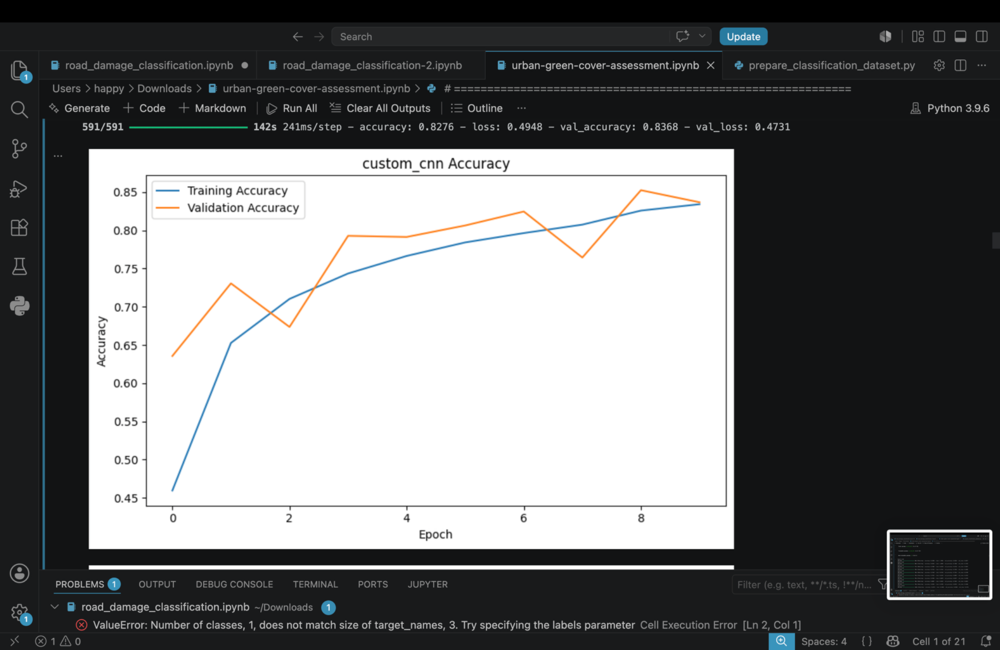 Search
Update
road_damage_classification.ipynb
road_damage_classification-2.ipynb
urban-green-cover-assessment.ipynb
prepare_classification_dataset.py
...
1
Users > happy > Downloads > urban-green-cover-assessment.ipynb > # ============================================================
Generate + Code + Markdown Run All Clear All Outputs Outline ...
Python 3.9.6
591/591 142s 241ms/step – accuracy: 0.8276 – loss: 0.4948 – val_accuracy: 0.8368 – val_loss: 0.4731
...
custom_cnn Accuracy
Training Accuracy
Validation Accuracy
0.85
0.80
0.75
0.70
0.65
0.60
0.55
0.50
0.45
Accuracy
0 2 4 6 8
Epoch
PROBLEMS 1 OUTPUT DEBUG CONSOLE TERMINAL PORTS JUPYTER
Filter (e.g. text, **/*.ts, !**/n...
road_damage_classification.ipynb ~/Downloads 1
ValueError: Number of classes, 1, does not match size of target_names, 3. Try specifying the labels parameter Cell Execution Error [Ln 2, Col 1]
1
1 0
Spaces: 4 { } Cell 1 of 21